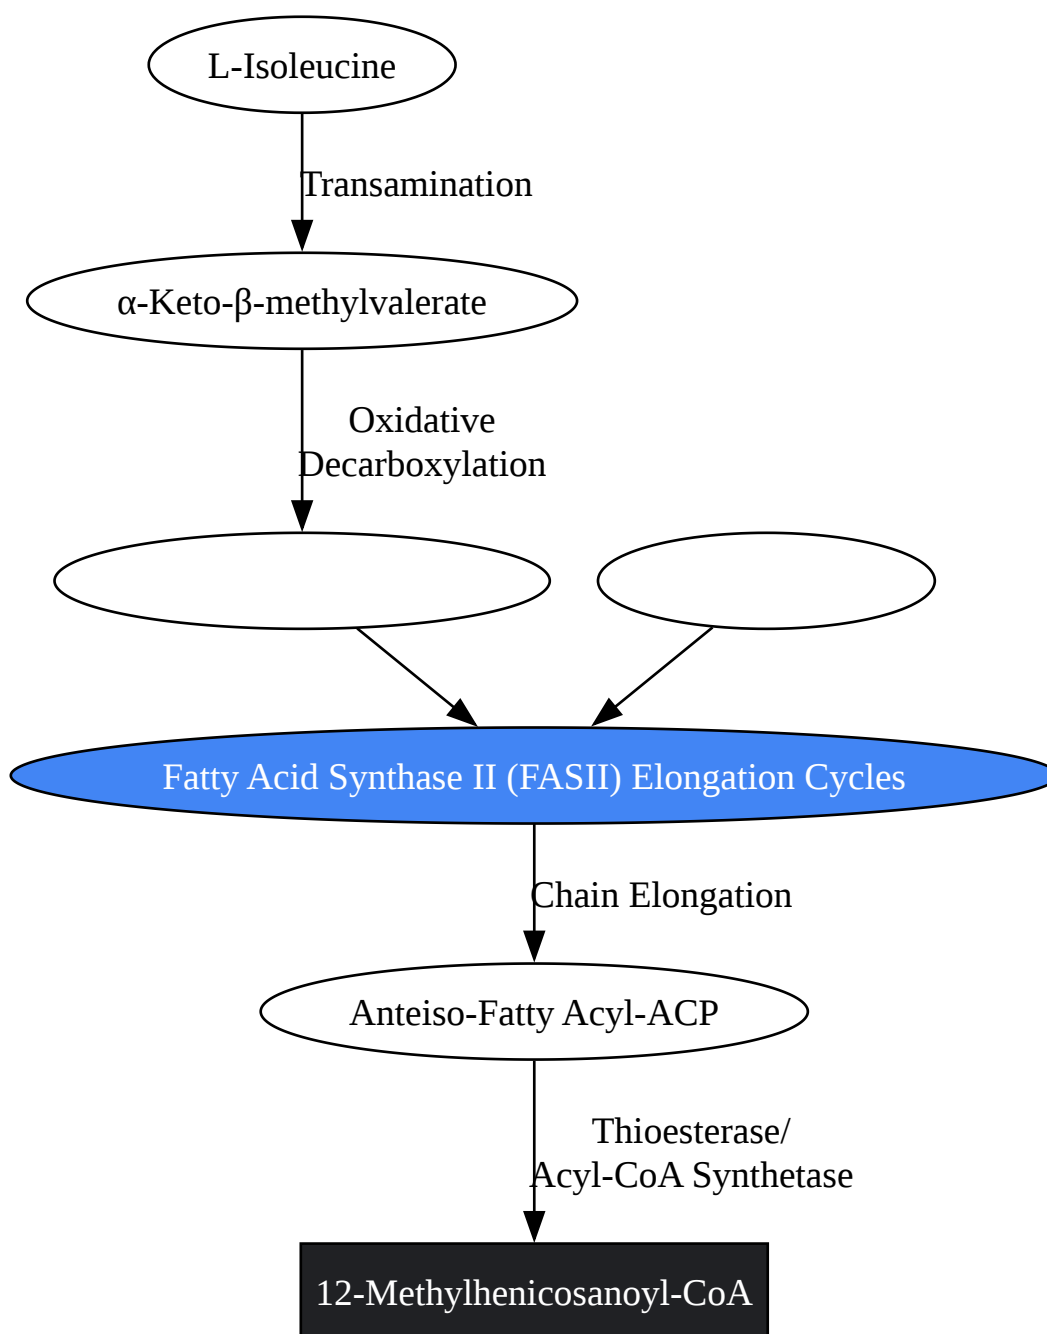 L-Isoleucine
Transamination
α-Keto-β-methylvalerate
Oxidative
Decarboxylation
Fatty Acid Synthase II (FASII) Elongation Cycles
Chain Elongation
Anteiso-Fatty Acyl-ACP
Thioesterase/
Acyl-CoA Synthetase
12-Methylhenicosanoyl-CoA